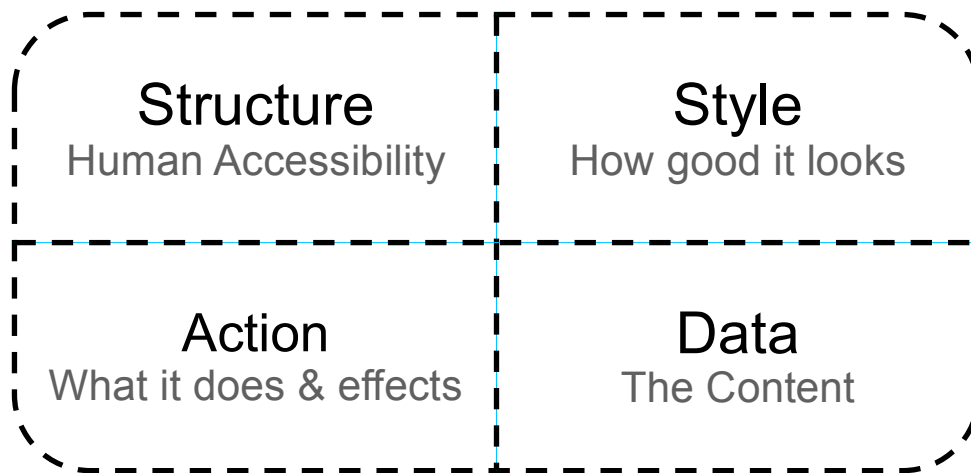 Structure
Human Accessibility
Style
How good it looks
Action
What it does & effects
Data
The Content